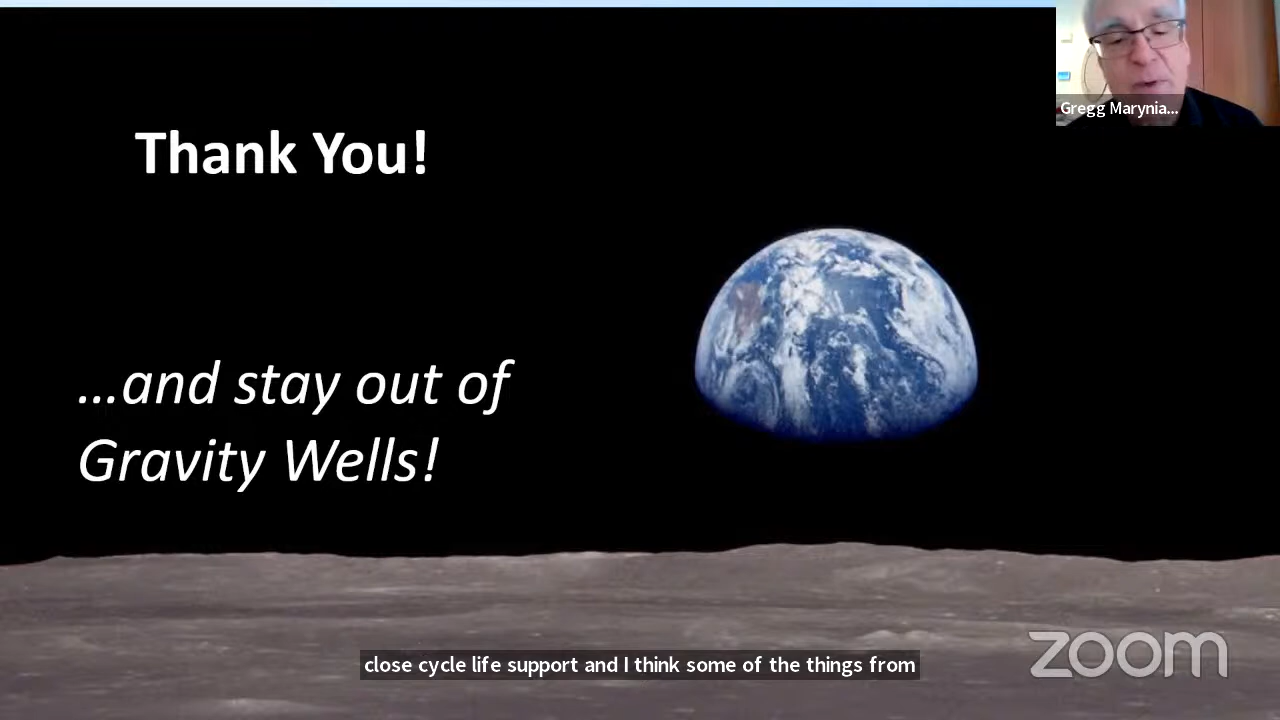 Gregg Marynia...
Thank You!
...and stay out of
Gravity Wells!
close cycle life support and I think some of the things from
zoom